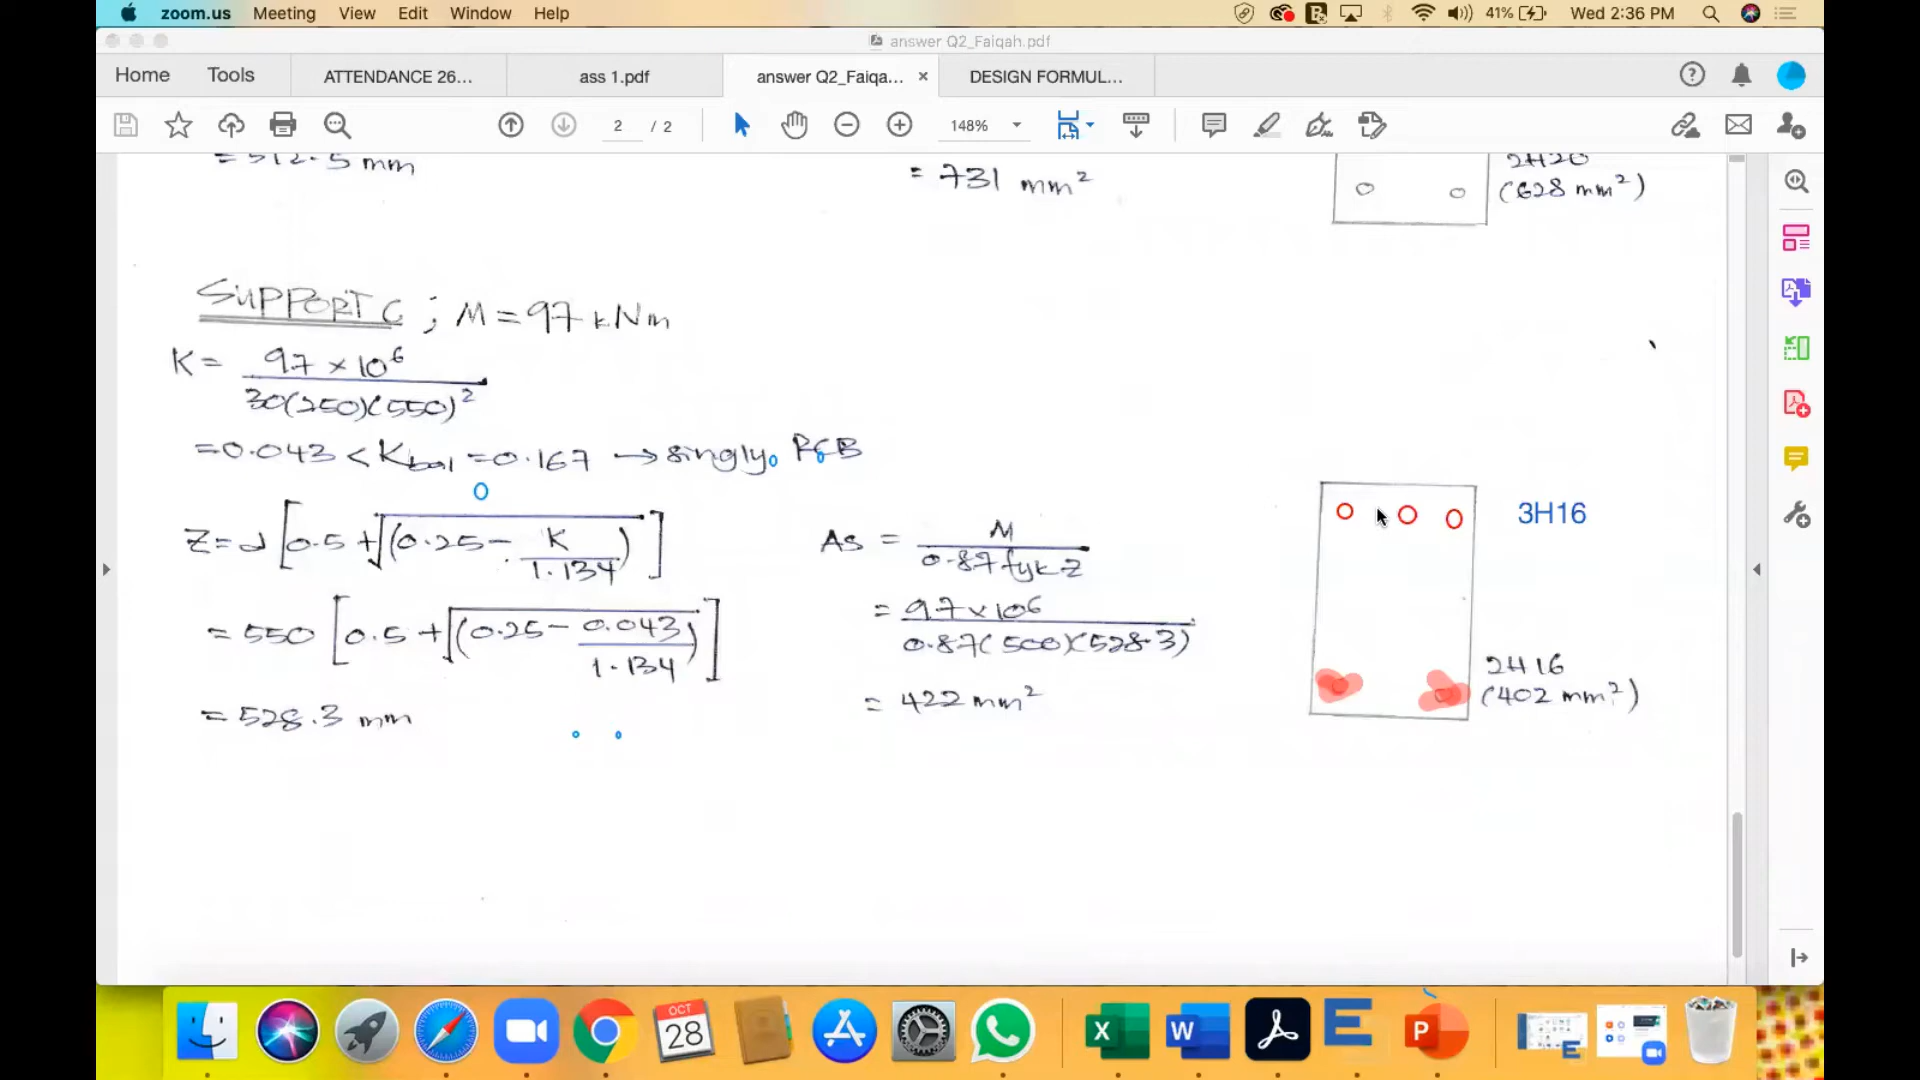 zoom.us Meeting View Edit Window Help 41% Wed 2:36 PM
answer Q2_Faiqah.pdf
Home Tools ATTENDANCE 26... ass 1.pdf answer Q2_Faiqa... × DESIGN FORMUL...
2 / 2 148%
= 512.5 mm
= 731 mm²
2H20
(628 mm²)
SUPPORT C ; M = 97 kNm
K = 97 × 10⁶
30(250)(550)²
= 0.043 < Kbal = 0.167 → singly RCB
Z = d [0.5 + √(0.25 - K
1.134)]
= 550 [0.5 + √(0.25 - 0.043
1.134)]
= 528.3 mm
As = M
0.87 fyk z
= 97 × 10⁶
0.87(500)(528.3)
= 422 mm²
3H16
2H16
(402 mm²)
OCT
28
X W E P
E